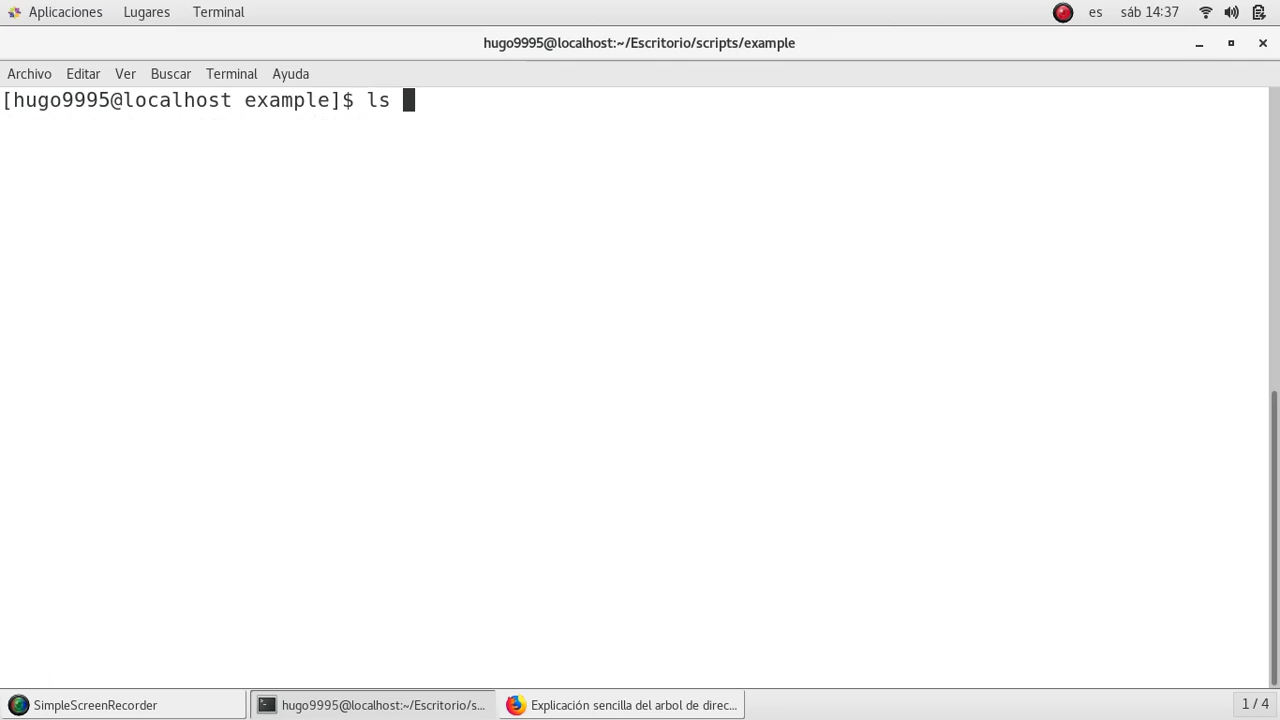 Aplicaciones Lugares Terminal es sáb 14:37
hugo9995@localhost:~/Escritorio/scripts/example
Archivo Editar Ver Buscar Terminal Ayuda
[hugo9995@localhost example]$ ls
SimpleScreenRecorder hugo9995@localhost:~/Escritorio/s... Explicación sencilla del arbol de direc... 1 / 4